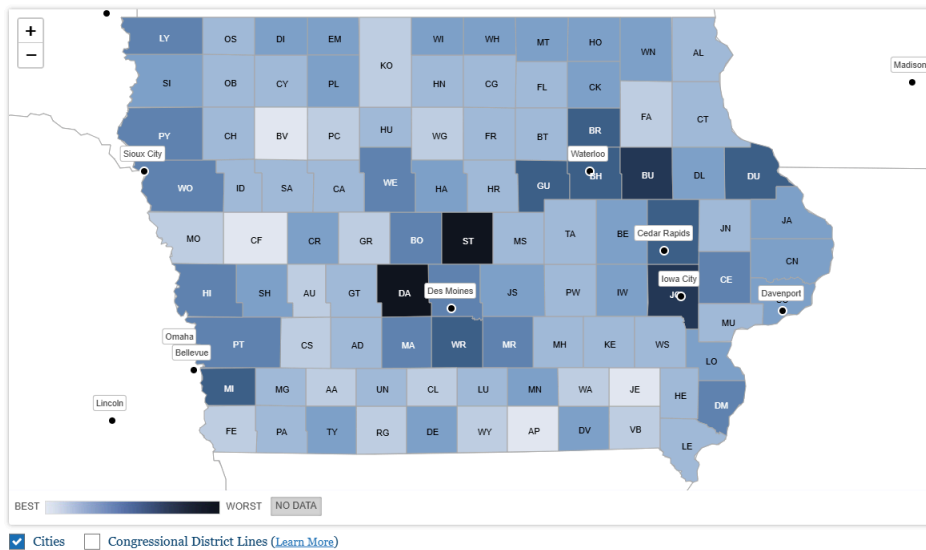 +
−
Madison
LY OS DI EM KO WI WH MT HO WN AL
SI OB CY PL HN CG FL CK
PY CH BV PC HU WG FR BT BR FA CT
Sioux City Waterloo
WO ID SA CA WE HA HR GU BH BU DL DU
MO CF CR GR BO ST MS TA BE Cedar Rapids JN JA
HI SH AU GT DA Des Moines JS PW IW Iowa City CE CN
Davenport
Omaha
Bellevue
PT CS AD MA WR MR MH KE WS MU LO
Lincoln
MI MG AA UN CL LU MN WA JE HE DM
FE PA TY RG DE WY AP DV VB LE
BEST WORST NO DATA
Cities Congressional District Lines (Learn More)